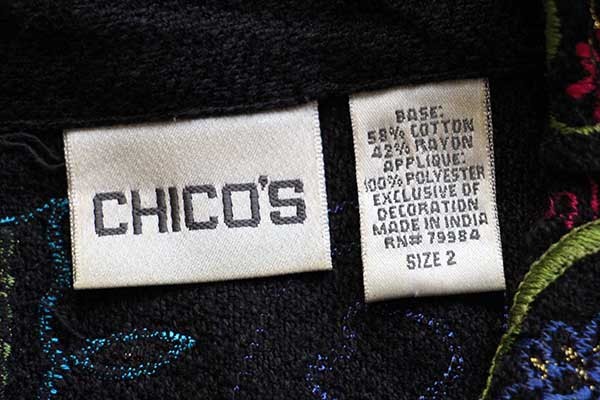 CHICO'S
BASE:
58% COTTON
42% RAYON
APPLIQUE:
100% POLYESTER
EXCLUSIVE OF
DECORATION
MADE IN INDIA
RN# 79984
SIZE 2